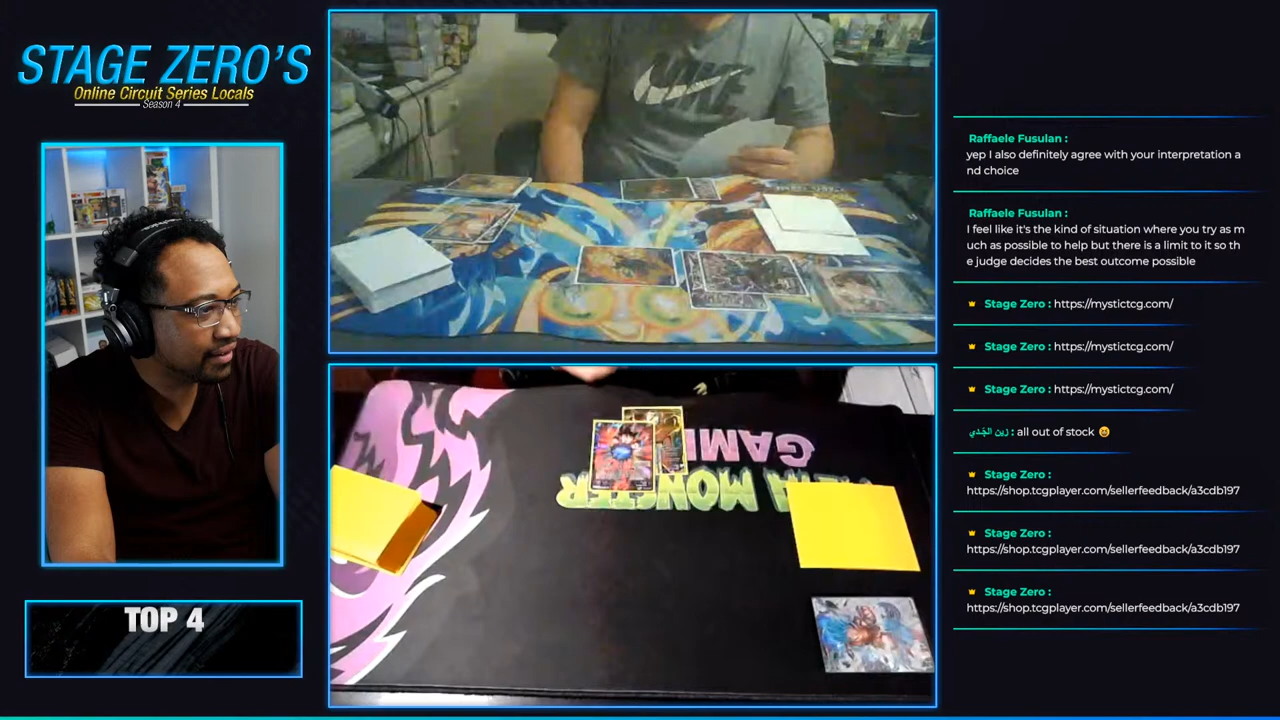 STAGE ZERO'S
Online Circuit Series Locals
Season 4
TOP 4
NIKE
GAMI
META MONSTER
Raffaele Fusulan :
yep I also definitely agree with your interpretation a
nd choice
Raffaele Fusulan :
I feel like it's the kind of situation where you try as m
uch as possible to help but there is a limit to it so th
e judge decides the best outcome possible
Stage Zero : https://mystictcg.com/
Stage Zero : https://mystictcg.com/
Stage Zero : https://mystictcg.com/
زين الجدي : all out of stock 😆
Stage Zero :
https://shop.tcgplayer.com/sellerfeedback/a3cdb197
Stage Zero :
https://shop.tcgplayer.com/sellerfeedback/a3cdb197
Stage Zero :
https://shop.tcgplayer.com/sellerfeedback/a3cdb197